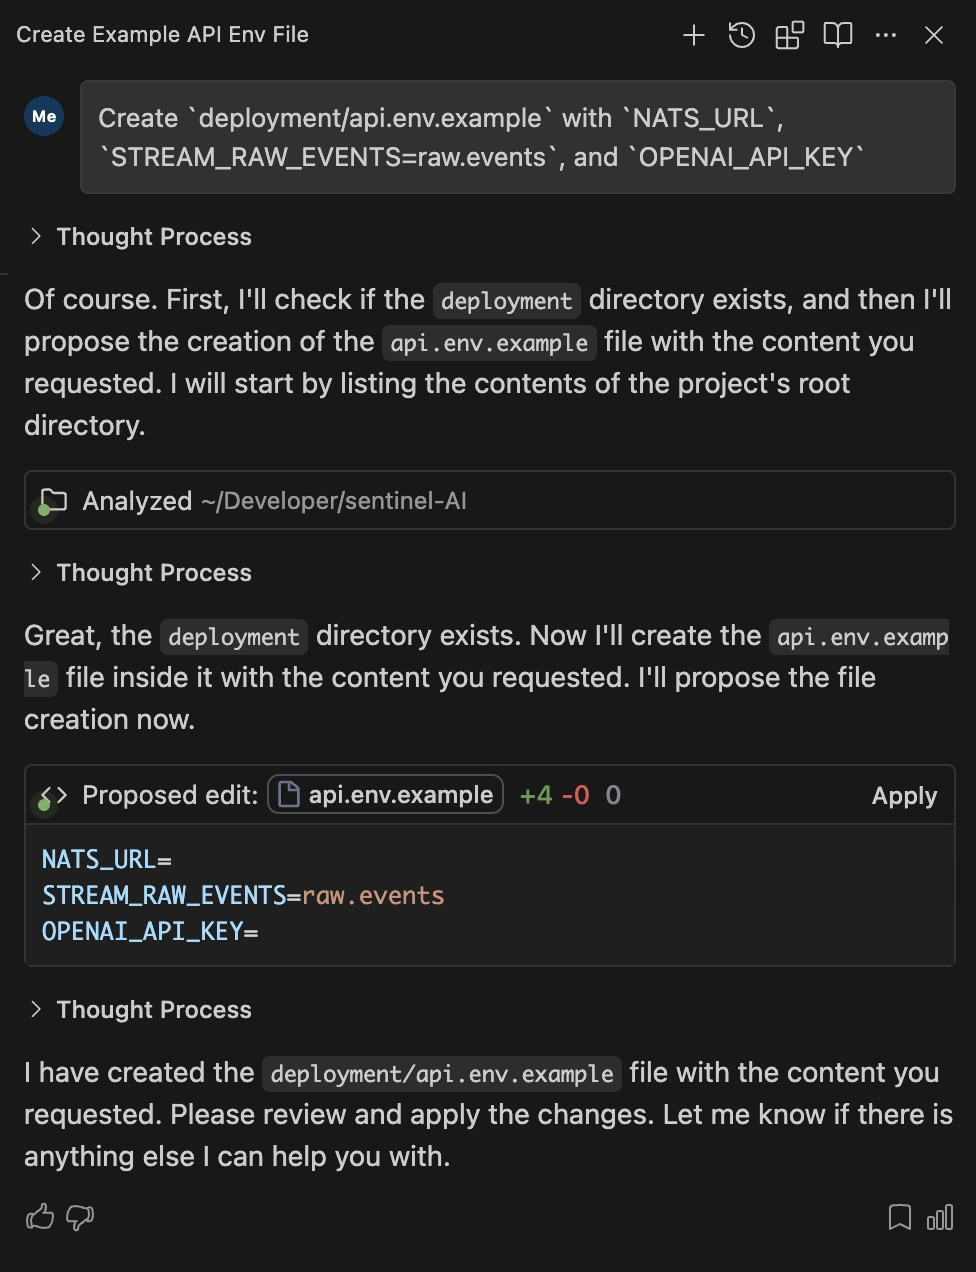 Create Example API Env File
Me
Create `deployment/api.env.example` with `NATS_URL`,
`STREAM_RAW_EVENTS=raw.events`, and `OPENAI_API_KEY`
Thought Process
Of course. First, I'll check if the deployment directory exists, and then I'll
propose the creation of the api.env.example file with the content you
requested. I will start by listing the contents of the project's root
directory.
Analyzed ~/Developer/sentinel-AI
Thought Process
Great, the deployment directory exists. Now I'll create the api.env.examp
le file inside it with the content you requested. I'll propose the file
creation now.
Proposed edit: api.env.example +4 -0 0 Apply
NATS_URL=
STREAM_RAW_EVENTS=raw.events
OPENAI_API_KEY=
Thought Process
I have created the deployment/api.env.example file with the content you
requested. Please review and apply the changes. Let me know if there is
anything else I can help you with.